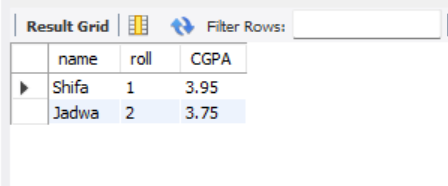 Result Grid Filter Rows:
name roll CGPA
Shifa 1 3.95
Jadwa 2 3.75